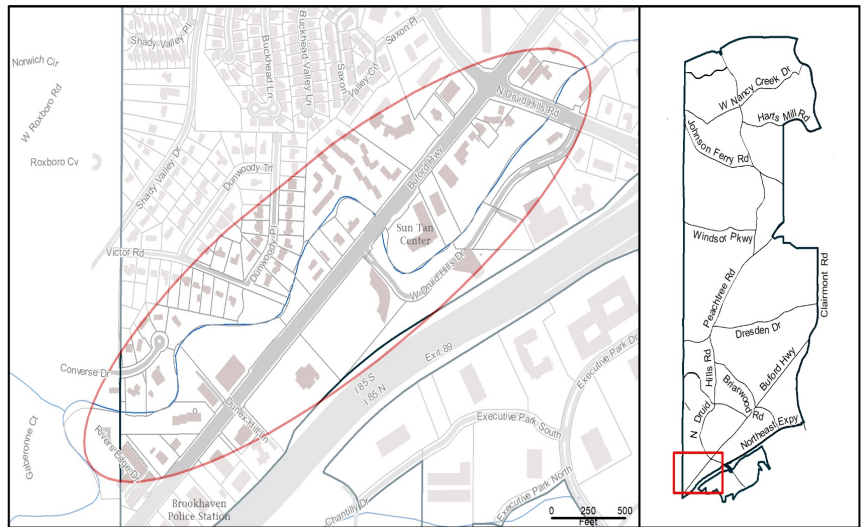 Norwich Cir
W Roxboro Rd
Roxboro Cv
Shady Valley Pl
Buckhead Ln
Buckhead Valley Ln
Saxon
Valley Cir
Saxon Pl
Shady Valley Dr
Dunwoody Trl
Dunwoody Pl
Victor Rd
Converse Dr
Gaberonne Ct
Rivers Edge Dr
Buford Hwy
N Druid Hills Rd
Sun Tan
Center
W Druid Hills Dr
Exit 89
I 85 S
I 85 N
Executive Park Dr
Executive Park South
Executive Park North
Chantilly Dr
Brookhaven
Police Station
0 250 500
Feet
W Nancy Creek Dr
Harts Mill Rd
Johnson Ferry Rd
Windsor Pkwy
Peachtree Rd
Clairmont Rd
Dresden Dr
Buford Hwy
Briarwood Rd
N Druid Hills Rd
Northeast Expy